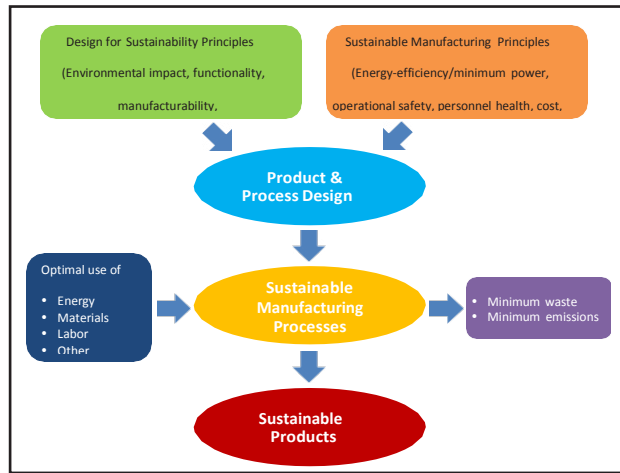 Design for Sustainability Principles
(Environmental impact, functionality,
manufacturability,
Sustainable Manufacturing Principles
(Energy-efficiency/minimum power,
operational safety, personnel health, cost,
Product &
Process Design
Optimal use of
• Energy
• Materials
• Labor
• Other
Sustainable
Manufacturing
Processes
• Minimum waste
• Minimum emissions
Sustainable
Products